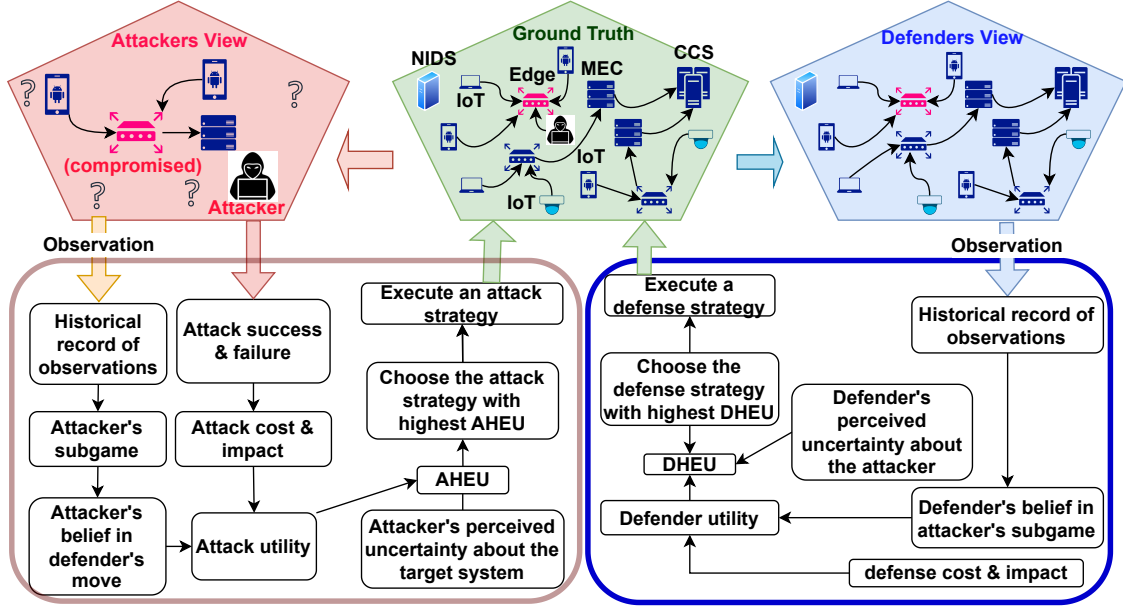 Attackers View
?
?
(compromised)
?
?
Attacker
Ground Truth
NIDS
CCS
Edge
MEC
IoT
IoT
IoT
Defenders View
Observation
Observation
Historical
record of
observations
Attacker's
subgame
Attacker's
belief in
defender's
move
Attack success
& failure
Attack cost &
impact
Attack utility
Execute an attack
strategy
Choose the attack
strategy with
highest AHEU
AHEU
Attacker's perceived
uncertainty about the
target system
Execute a
defense strategy
Choose the
defense strategy
with highest DHEU
DHEU
Defender utility
Defender's
perceived
uncertainty about
the attacker
Historical record of
observations
Defender's belief in
attacker's subgame
defense cost & impact